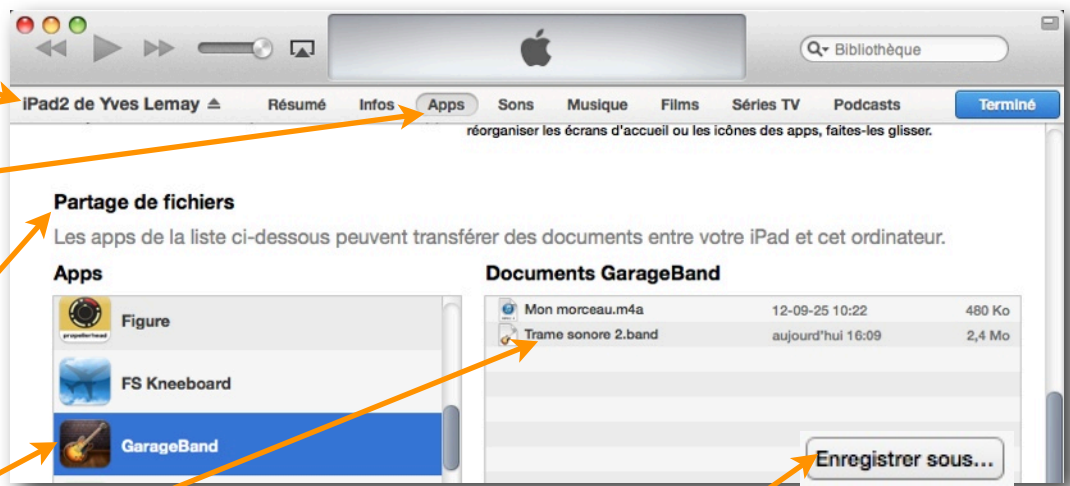 Bibliothèque
iPad2 de Yves Lemay Résumé Infos Apps Sons Musique Films Séries TV Podcasts Terminé
réorganiser les écrans d'accueil ou les icônes des apps, faites-les glisser.
Partage de fichiers
Les apps de la liste ci-dessous peuvent transférer des documents entre votre iPad et cet ordinateur.
Apps
Documents GarageBand
propellerhead
Figure
FS Kneeboard
GarageBand
Mon morceau.m4a 12-09-25 10:22 480 Ko
Trame sonore 2.band aujourd'hui 16:09 2,4 Mo
Enregistrer sous...